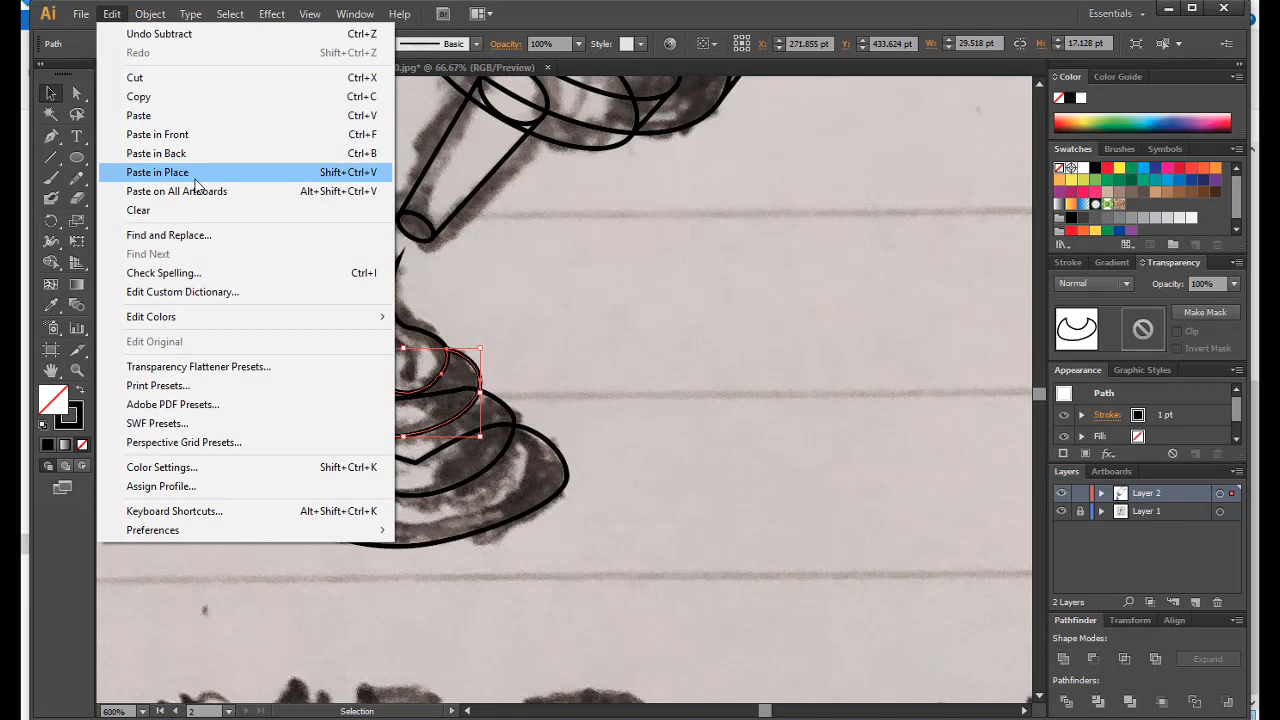 Ai File Edit Object Type Select Effect View Window Help Br Essentials
Path Basic Opacity: 100% Style: X: 271.855 pt Y: 433.624 pt W: 29.518 pt H: 17.128 pt
0.jpg* @ 66.67% (RGB/Preview)
Undo Subtract Ctrl+Z
Redo Shift+Ctrl+Z
Cut Ctrl+X
Copy Ctrl+C
Paste Ctrl+V
Paste in Front Ctrl+F
Paste in Back Ctrl+B
Paste in Place Shift+Ctrl+V
Paste on All Artboards Alt+Shift+Ctrl+V
Clear
Find and Replace...
Find Next
Check Spelling... Ctrl+I
Edit Custom Dictionary...
Edit Colors
Edit Original
Transparency Flattener Presets...
Print Presets...
Adobe PDF Presets...
SWF Presets...
Perspective Grid Presets...
Color Settings... Shift+Ctrl+K
Assign Profile...
Keyboard Shortcuts... Alt+Shift+Ctrl+K
Preferences
Color Color Guide
Swatches Brushes Symbols
Stroke Gradient Transparency
Normal Opacity: 100%
Make Mask
Clip
Invert Mask
Appearance Graphic Styles
Path
Stroke: 1 pt
Fill:
Layers Artboards
Layer 2
Layer 1
2 Layers
Pathfinder Transform Align
Shape Modes:
Expand
Pathfinders:
600% 2 Selection